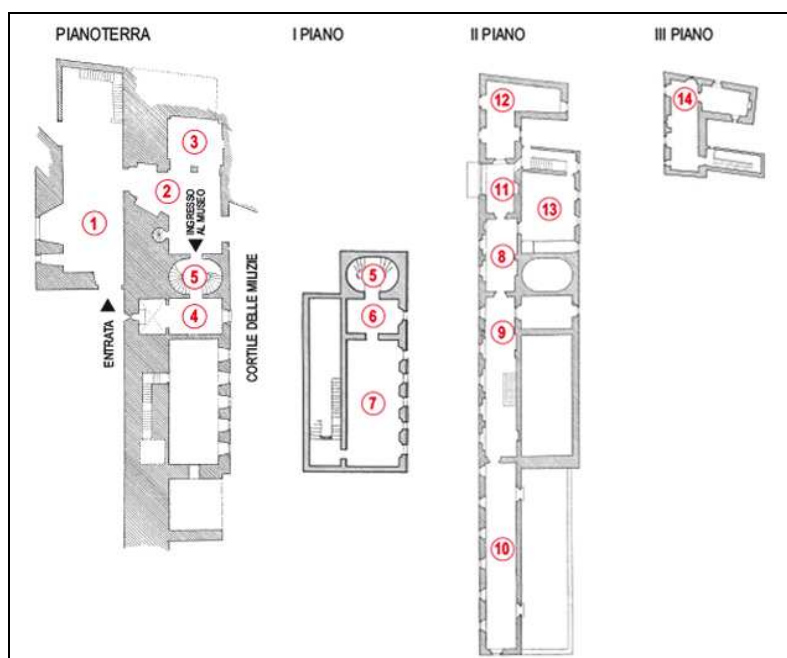 PIANOTERRA
I PIANO
II PIANO
III PIANO
1
2
3
INGRESSO
AL MUSEO
5
4
ENTRATA
CORTILE DELLE MILIZIE
5
6
7
12
11
13
8
9
10
14